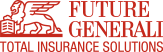 FUTURE
GENERALI
TOTAL INSURANCE SOLUTIONS